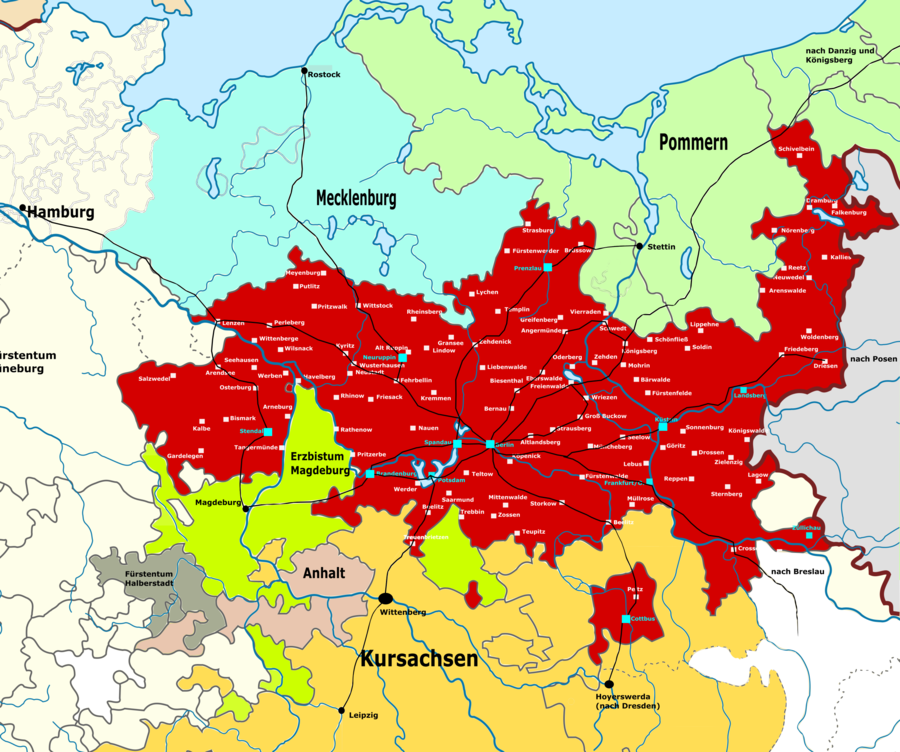 nach Danzig und
Königsberg
Rostock
Pommern
Schivelbein
Mecklenburg
Hamburg
Dramburg
Falkenburg
Strasburg
Nörenberg
Stettin
Fürstenwerder
Brüssow
Kallies
Prenzlau
Reetz
Meyenburg
Neuwedel
Putlitz
Lychen
Arenswalde
Pritzwalk
Wittstock
Templin
Rheinsberg
Vierraden
Greifenberg
Lenzen
Perleberg
Schwedt
Lippehne
Angermünde
Woldenberg
Wittenberge
Gransee
Zehdenick
Schönfließ
Kyritz
Alt Ruppin
Lindow
Königsberg
Soldin
Friedeberg
Wilsnack
Neuruppin
Oderberg
Zehden
nach Posen
Fürstentum
Lüneburg
Seehausen
Wusterhausen
Liebenwalde
Mohrin
Driesen
Arendsee
Werben
Havelberg
Neustadt
Fehrbellin
Biesenthal
Eberswalde
Freienwalde
Bärwalde
Salzwedel
Osterburg
Rhinow
Friesack
Kremmen
Wriezen
Fürstenfelde
Landsberg
Arneburg
Bernau
Bismark
Groß Buckow
Küstrin
Kalbe
Stendal
Rathenow
Nauen
Strausberg
Sonnenburg
Königswalde
Tangermünde
Spandau
Berlin
Altlandsberg
Seelow
Müncheberg
Göritz
Gardelegen
Erzbistum
Magdeburg
Pritzerbe
Köpenick
Drossen
Zielenzig
Lebus
Brandenburg
Teltow
Fürstenwalde
Reppen
Lagow
Potsdam
Frankfurt/O
Werder
Sternberg
Magdeburg
Saarmund
Mittenwalde
Storkow
Müllrose
Beelitz
Trebbin
Zossen
Teupitz
Züllichau
Treuenbrietzen
nach Breslau
Fürstentum
Halberstadt
Anhalt
Peitz
Wittenberg
Cottbus
Kursachsen
Hoyerswerda
(nach Dresden)
Leipzig